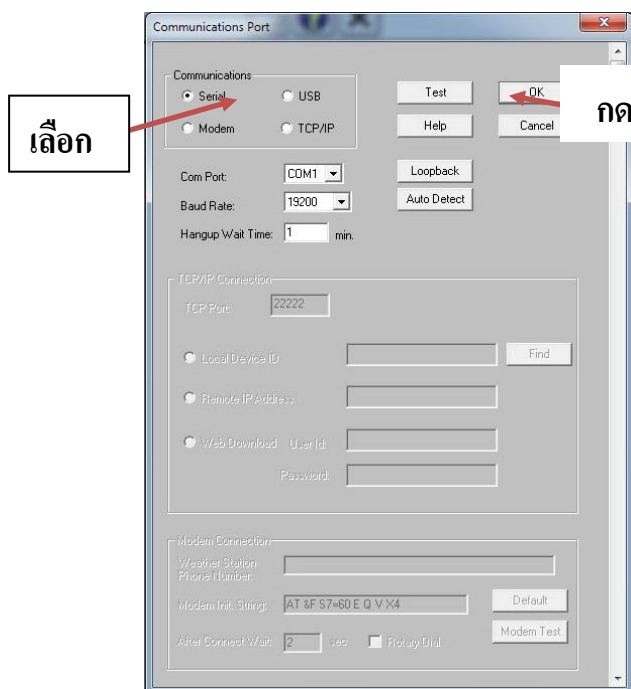 Communications Port
Communications
Serial
USB
Modem
TCP/IP
Test
OK
Help
Cancel
เลือก
กด
Com Port:
COM1
Loopback
Baud Rate:
19200
Auto Detect
Hangup Wait Time:
1
min.
TCP/IP Connection
TCP Port:
22222
Local Device ID
Find
Remote IP Address
Web Download
User Id:
Password:
Modem Connection
Weather Station
Phone Number:
Modem Init. String:
AT &F S7=60 E Q V X4
Default
After Connect Wait:
2
sec
Rotary Dial
Modem Test